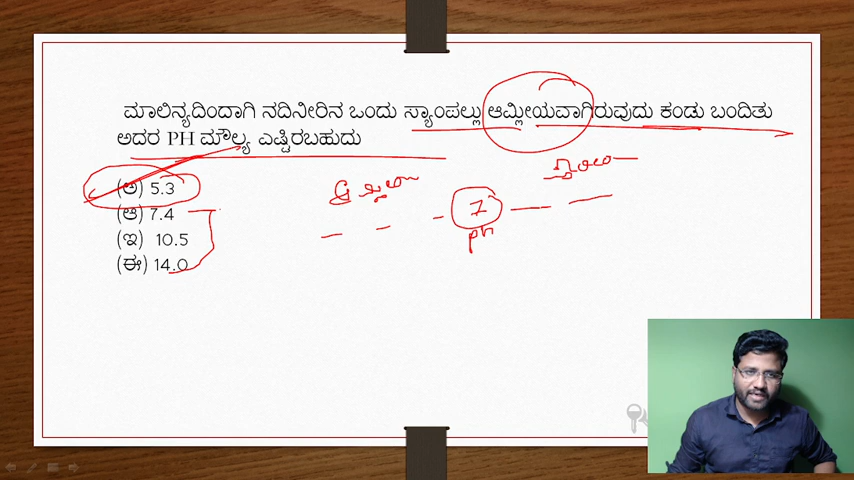 ಮಾಲಿನ್ಯದಿಂದಾಗಿ ನದಿನೀರಿನ ಒಂದು ಸ್ಯಾಂಪಲ್ಲು ಆಮ್ಲೀಯವಾಗಿರುವುದು ಕಂಡು ಬಂದಿತು
ಅದರ PH ಮೌಲ್ಯ ಎಷ್ಟಿರಬಹುದು
(ಅ) 5.3
(ಆ) 7.4
(ಇ) 10.5
(ಈ) 14.0
7
pH